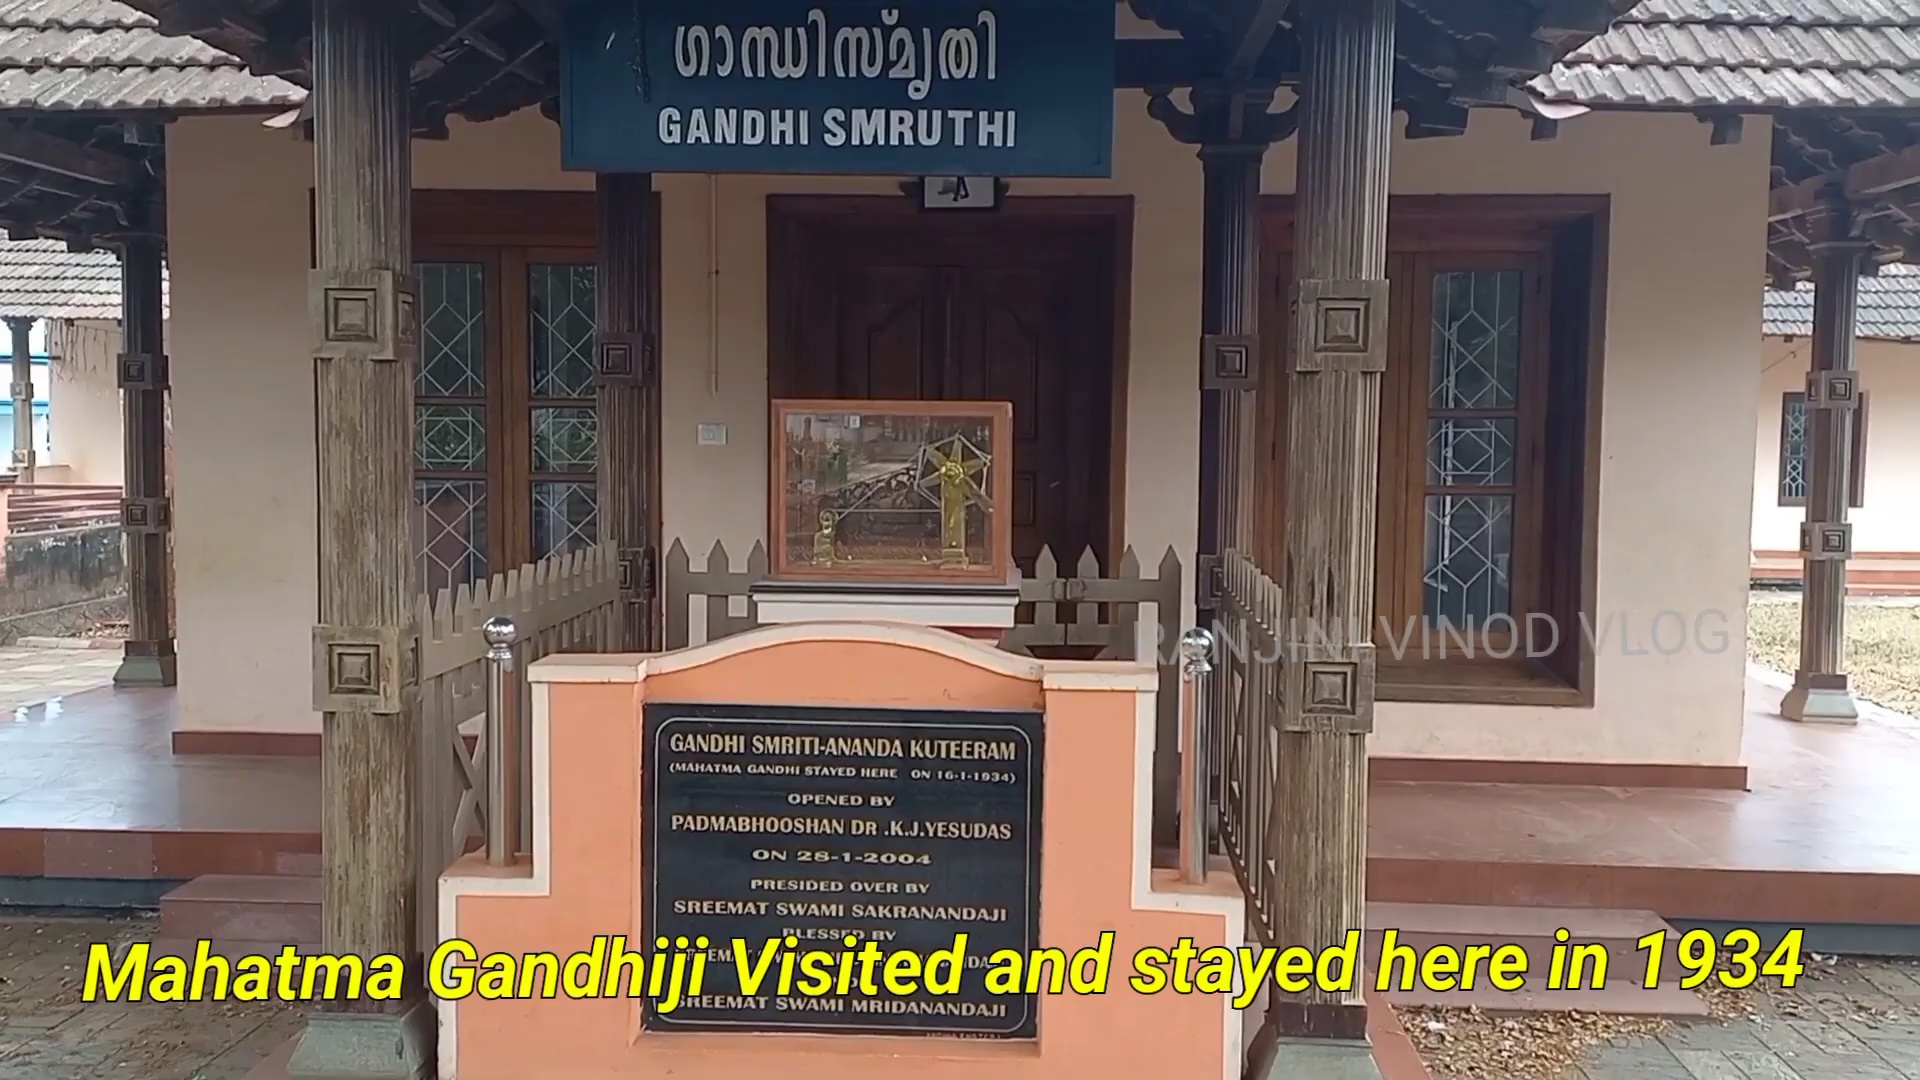 ഗാന്ധിസ്മൃതി
GANDHI SMRUTHI
RANJINI VINOD VLOG
GANDHI SMRITI-ANANDA KUTEERAM
(MAHATMA GANDHI STAYED HERE ON 16-1-1934)
OPENED BY
PADMABHOOSHAN DR .K.J.YESUDAS
ON 28-1-2004
PRESIDED OVER BY
SREEMAT SWAMI SAKRANANDAJI
BLESSED BY
Mahatma Gandhiji Visited and stayed here in 1934
SREEMAT SWAMI MRIDANANDAJI